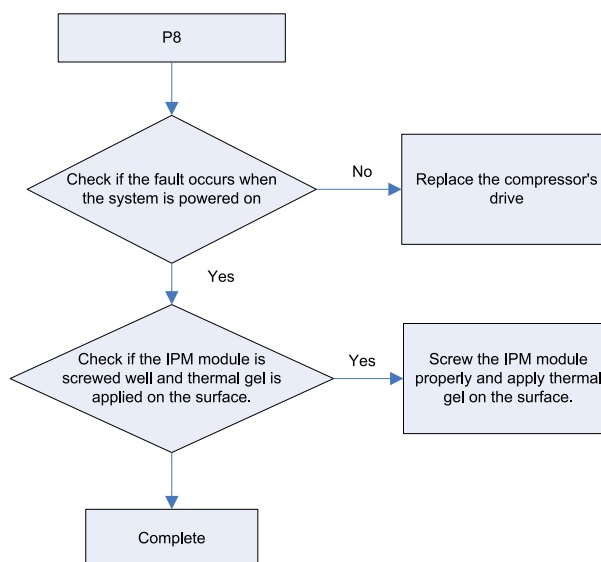 P8
Check if the fault occurs when
the system is powered on
No
Replace the compressor's
drive
Yes
Check if the IPM module is
screwed well and thermal gel is
applied on the surface.
Yes
Screw the IPM module
properly and apply thermal
gel on the surface.
Complete